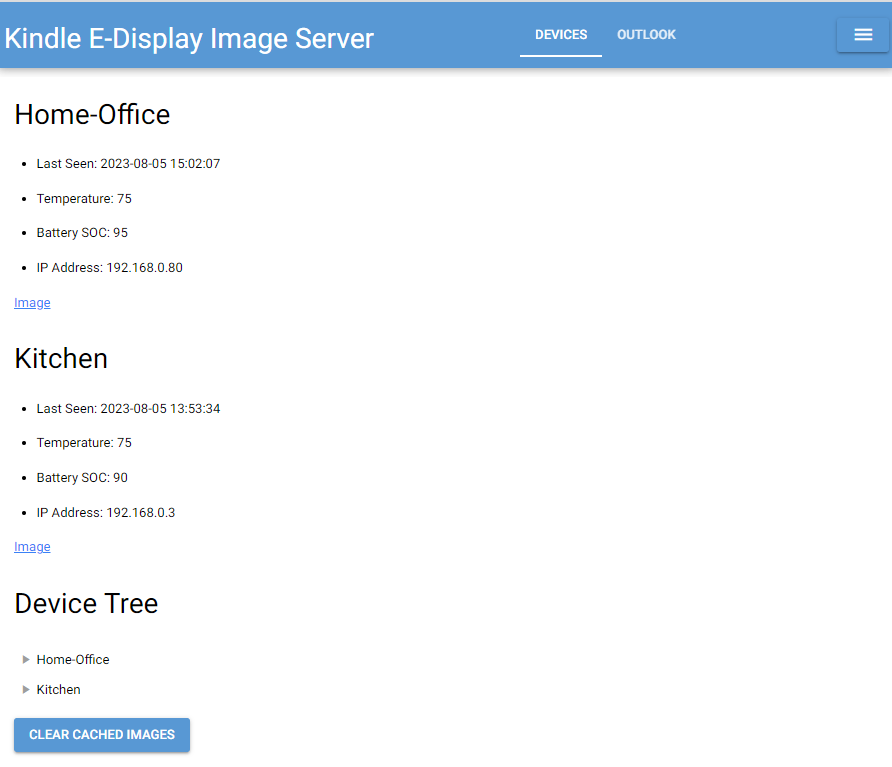 Kindle E-Display Image Server
DEVICES
OUTLOOK
Home-Office
Last Seen: 2023-08-05 15:02:07
Temperature: 75
Battery SOC: 95
IP Address: 192.168.0.80
Image
Kitchen
Last Seen: 2023-08-05 13:53:34
Temperature: 75
Battery SOC: 90
IP Address: 192.168.0.3
Image
Device Tree
Home-Office
Kitchen
CLEAR CACHED IMAGES